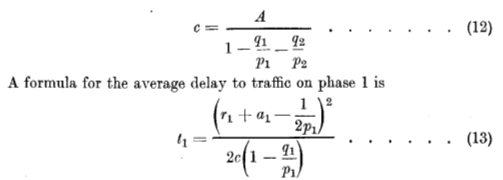 c = A / (1 − q₁/p₁ − q₂/p₂) . . . . . . . (12)
A formula for the average delay to traffic on phase 1 is
t₁ = (r₁ + a₁ − 1/(2p₁))² / (2c(1 − q₁/p₁)) . . . . . . (13)